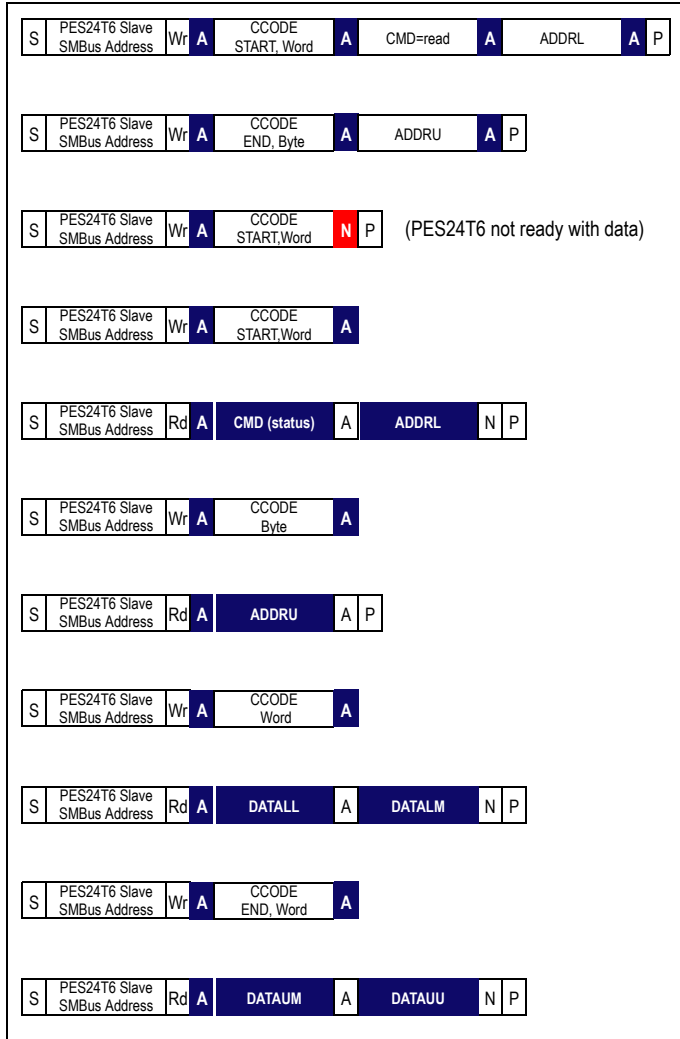 S PES24T6 Slave SMBus Address Wr A CCODE START, Word A CMD=read A ADDRL A P
S PES24T6 Slave SMBus Address Wr A CCODE END, Byte A ADDRU A P
S PES24T6 Slave SMBus Address Wr A CCODE START,Word N P (PES24T6 not ready with data)
S PES24T6 Slave SMBus Address Wr A CCODE START,Word A
S PES24T6 Slave SMBus Address Rd A CMD (status) A ADDRL N P
S PES24T6 Slave SMBus Address Wr A CCODE Byte A
S PES24T6 Slave SMBus Address Rd A ADDRU A P
S PES24T6 Slave SMBus Address Wr A CCODE Word A
S PES24T6 Slave SMBus Address Rd A DATALL A DATALM N P
S PES24T6 Slave SMBus Address Wr A CCODE END, Word A
S PES24T6 Slave SMBus Address Rd A DATAUM A DATAUU N P